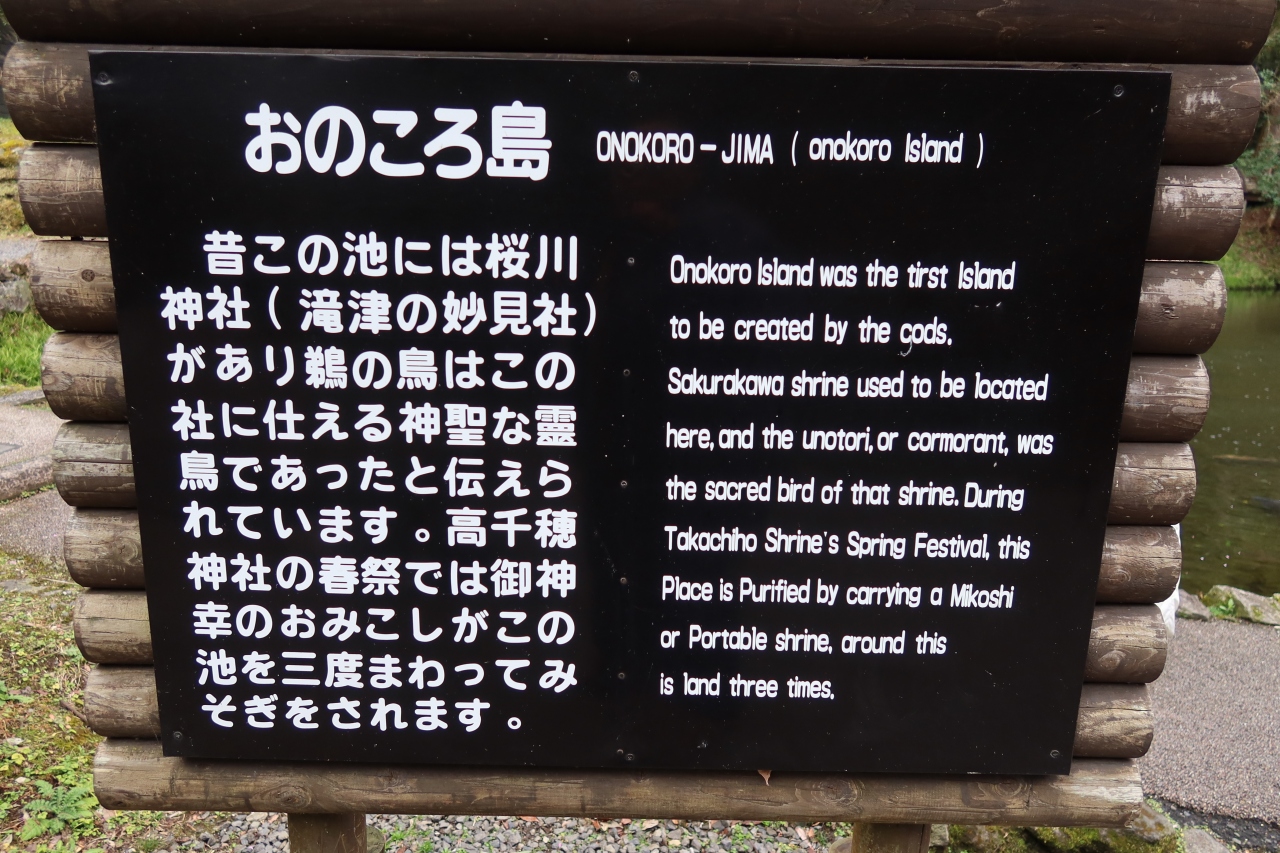 おのころ島 ONOKORO-JIMA ( onokoro Island )
昔この池には桜川
神社(滝津の妙見社)
があり鵜の鳥はこの
社に仕える神聖な霊
鳥であったと伝えら
れています。高千穂
神社の春祭では御神
幸のおみこしがこの
池を三度まわってみ
そぎをされます。
Onokoro Island was the tirst Island
to be created by the gods.
Sakurakawa shrine used to be located
here, and the unotori, or cormorant, was
the sacred bird of that shrine. During
Takachiho Shrine's Spring Festival, this
Place is Purified by carrying a Mikoshi
or Portable shrine, around this
is land three times.